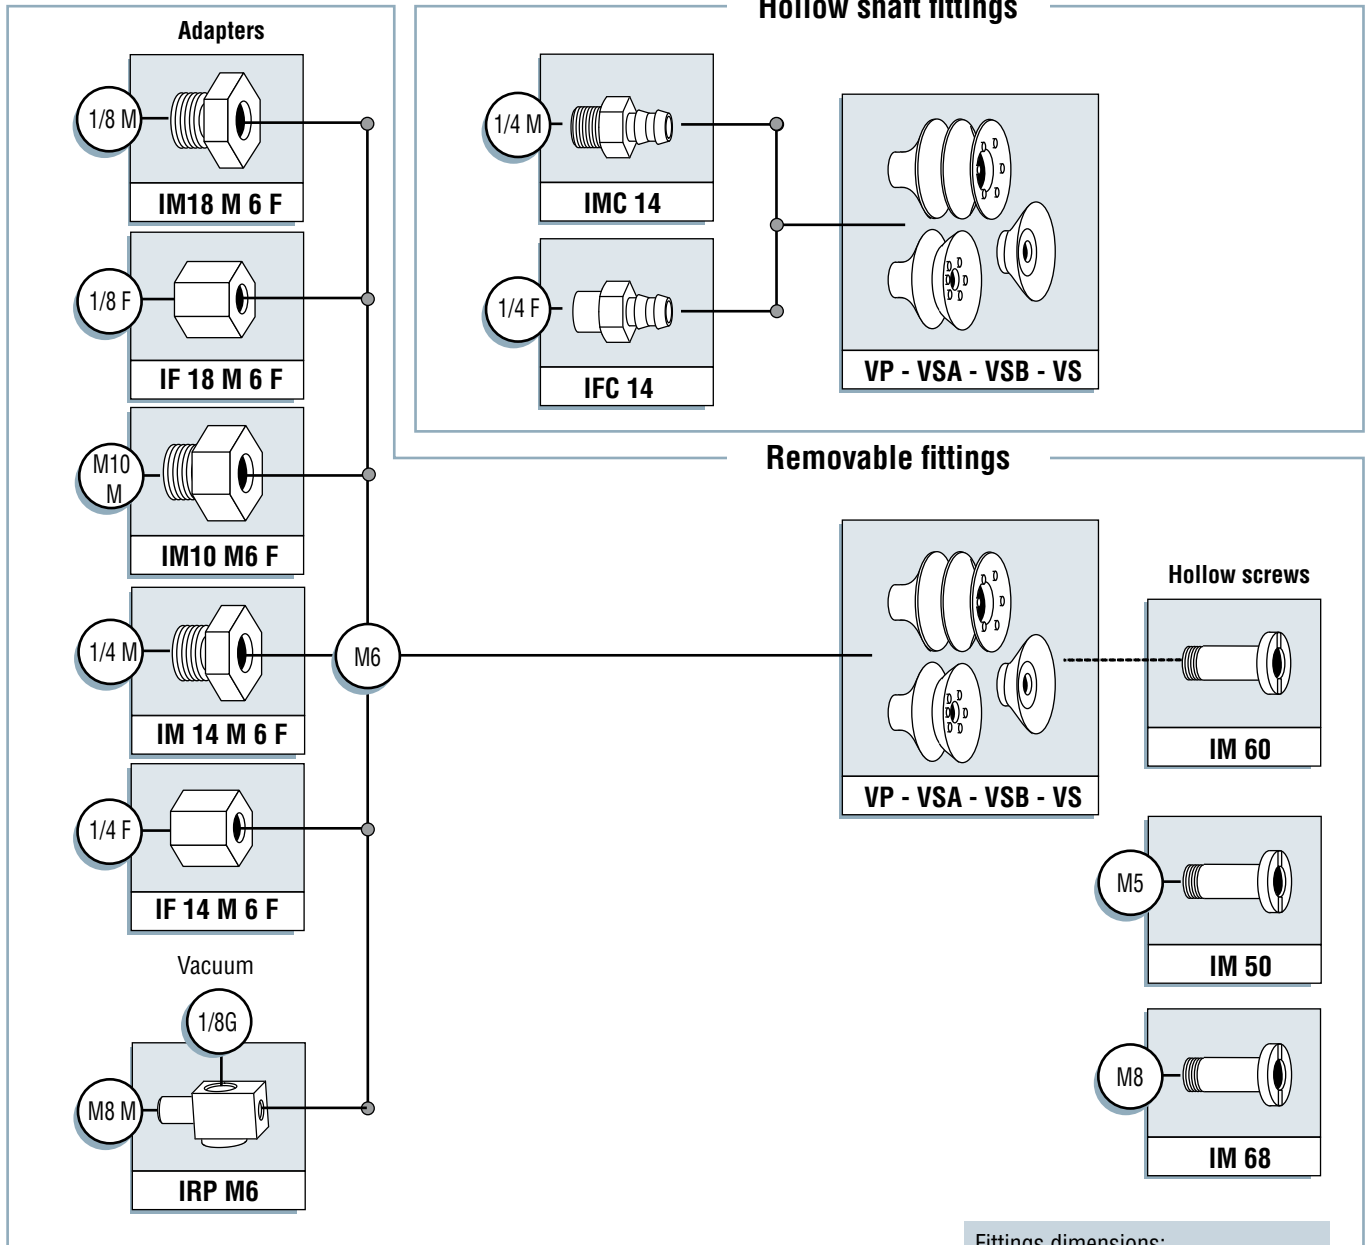 Hollow shaft fittings
Adapters
1/8 M
IM18 M 6 F
1/8 F
IF 18 M 6 F
M10
M
IM10 M6 F
1/4 M
IM 14 M 6 F
1/4 F
IF 14 M 6 F
Vacuum
1/8G
M8 M
IRP M6
M6
1/4 M
IMC 14
1/4 F
IFC 14
VP - VSA - VSB - VS
Removable fittings
VP - VSA - VSB - VS
Hollow screws
IM 60
M5
IM 50
M8
IM 68
Fittings dimensions: